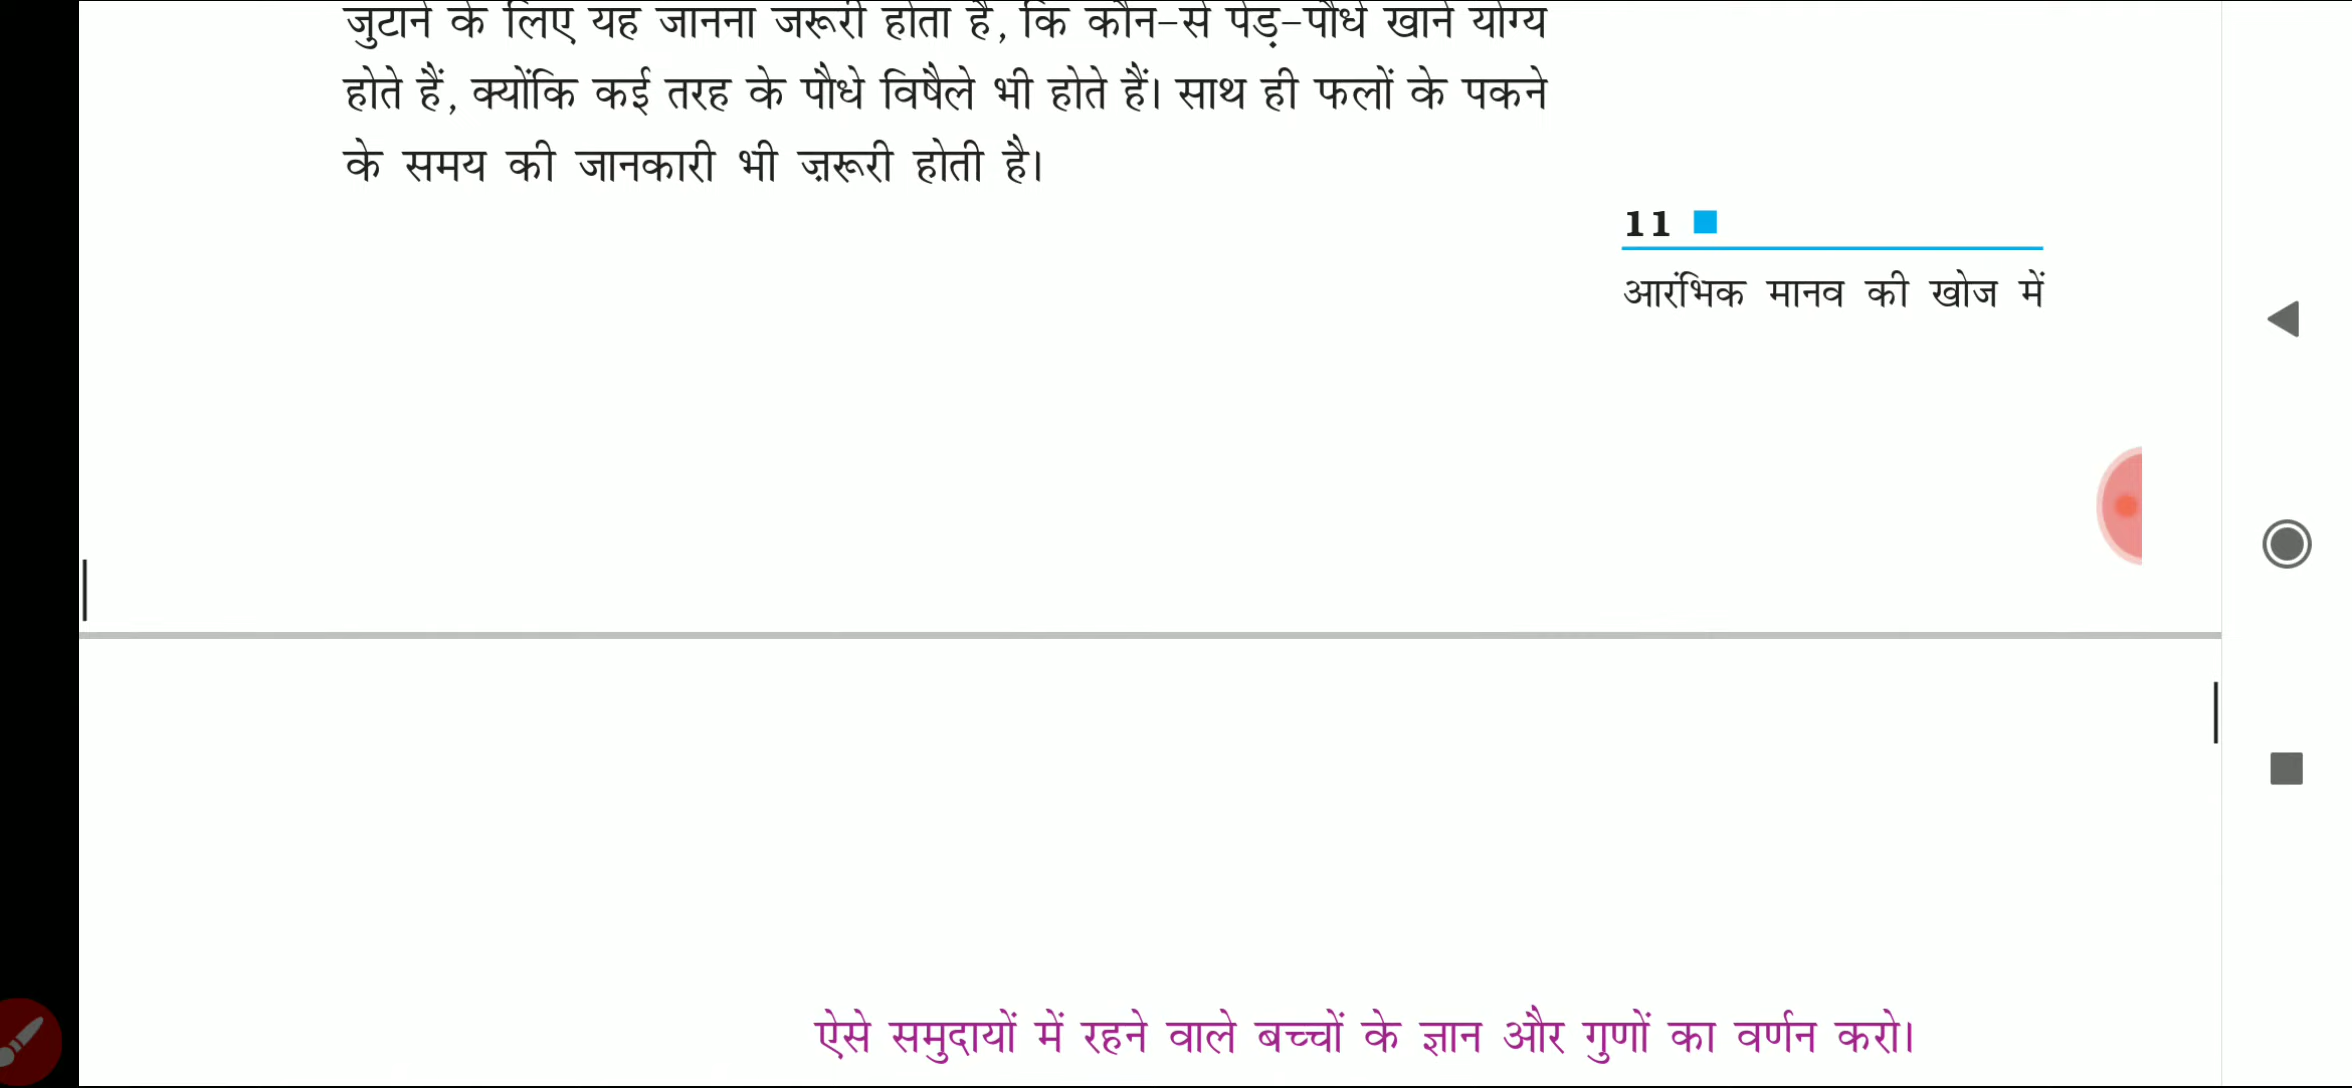 जुटाने के लिए यह जानना जरूरी होता है, कि कौन-से पेड़-पौधे खाने योग्य
होते हैं, क्योंकि कई तरह के पौधे विषैले भी होते हैं। साथ ही फलों के पकने
के समय की जानकारी भी ज़रूरी होती है।
11
आरंभिक मानव की खोज में
ऐसे समुदायों में रहने वाले बच्चों के ज्ञान और गुणों का वर्णन करो।